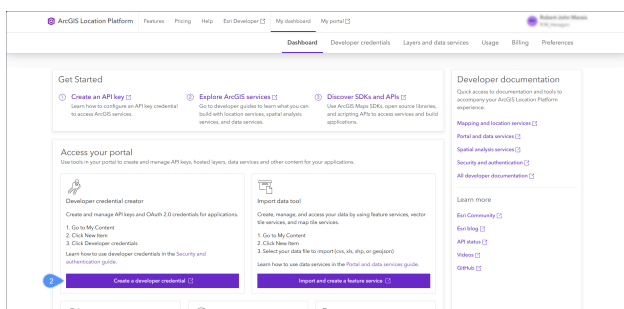 ArcGIS Location Platform Features Pricing Help Esri Developer My dashboard My portal
Dashboard Developer credentials Layers and data services Usage Billing Preferences
Get Started
1 Create an API key
Learn how to configure an API key credential
to access ArcGIS services.
2 Explore ArcGIS services
Go to developer guides to learn what you can
build with location services, spatial analysis
services, and data services.
3 Discover SDKs and APIs
Use ArcGIS Maps SDKs, open source libraries,
and scripting APIs to access services and build
applications.
Access your portal
Use tools in your portal to create and manage API keys, hosted layers, data services and other content for your applications.
Developer credential creator
Create and manage API keys and OAuth 2.0 credentials for applications.
1. Go to My Content
2. Click New Item
3. Click Developer credentials
Learn how to use developer credentials in the Security and
authentication guide.
2 Create a developer credential
Import data tool
Create, manage, and access your data by using feature services, vector
tile services, and map tile services.
1. Go to My Content
2. Click New Item
3. Select your data file to import (csv, xls, shp, or geojson)
Learn how to use data services in the Portal and data services guide.
Import and create a feature service
Developer documentation
Quick access to documentation and tools to
accompany your ArcGIS Location Platform
experience.
Mapping and location services
Portal and data services
Spatial analysis services
Security and authentication
All developer documentation
Learn more
Esri Community
Esri blog
API status
Videos
GitHub